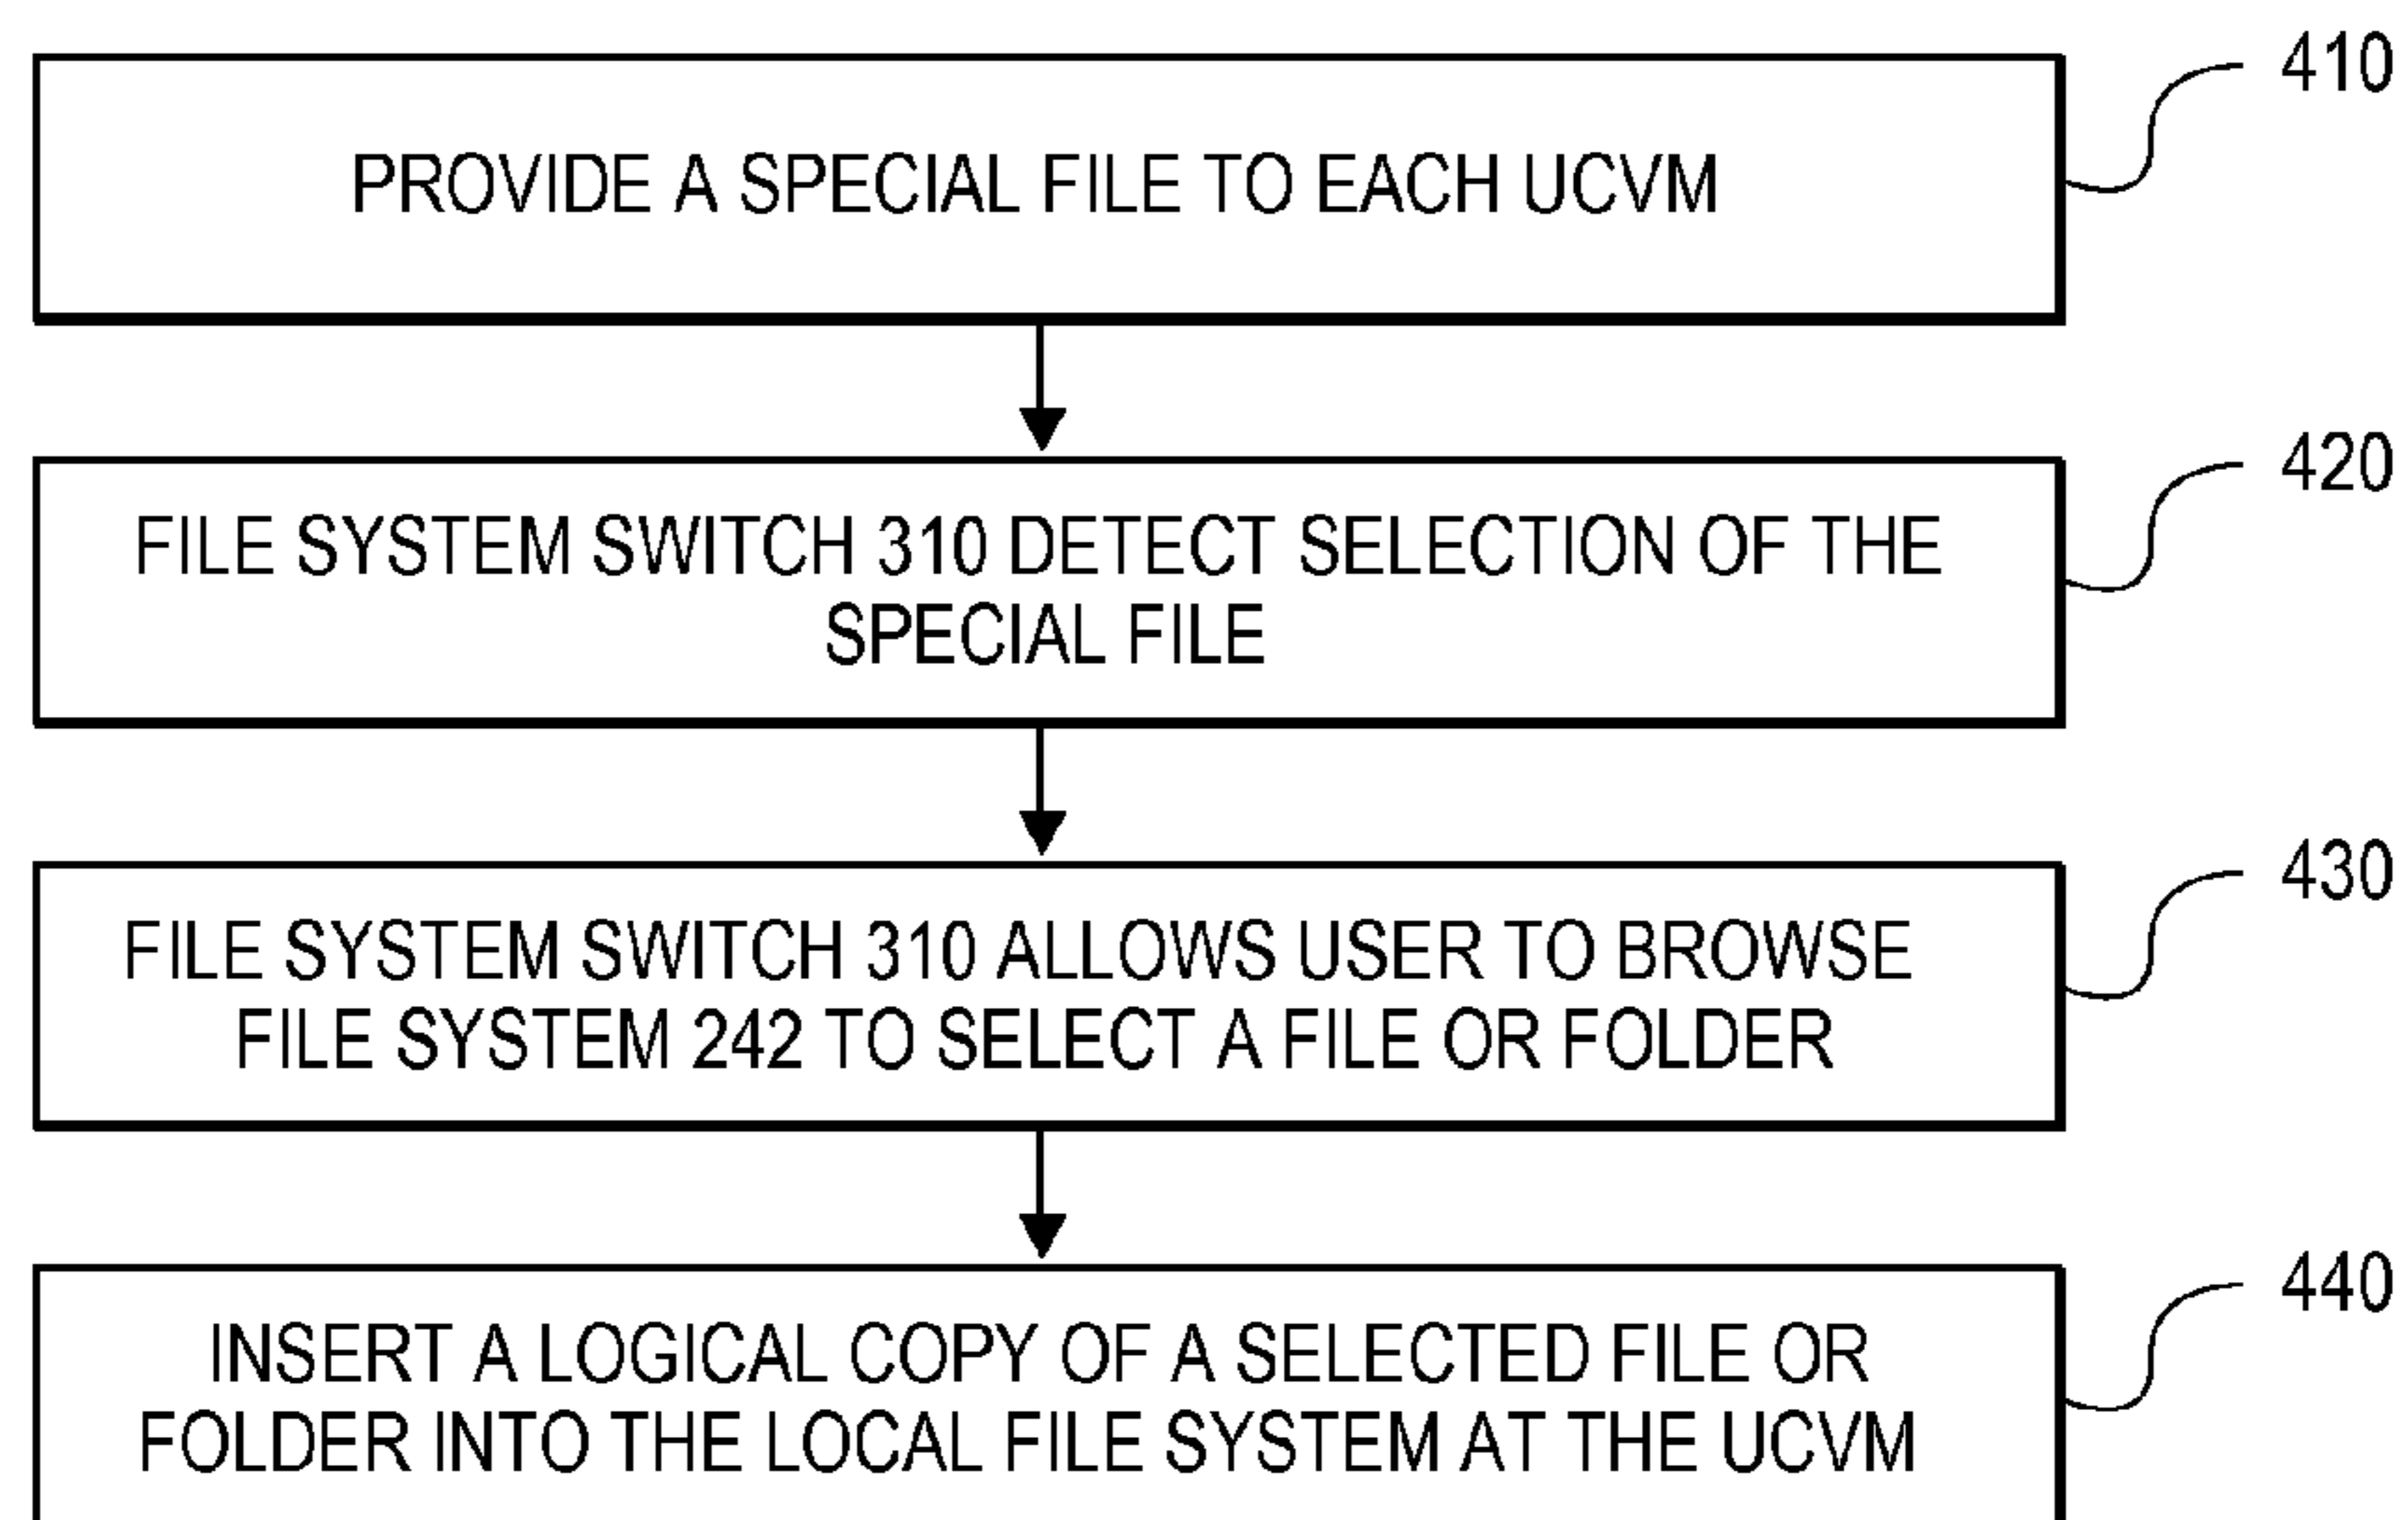 410
PROVIDE A SPECIAL FILE TO EACH UCVM
420
FILE SYSTEM SWITCH 310 DETECT SELECTION OF THE
SPECIAL FILE
430
FILE SYSTEM SWITCH 310 ALLOWS USER TO BROWSE
FILE SYSTEM 242 TO SELECT A FILE OR FOLDER
440
INSERT A LOGICAL COPY OF A SELECTED FILE OR
FOLDER INTO THE LOCAL FILE SYSTEM AT THE UCVM